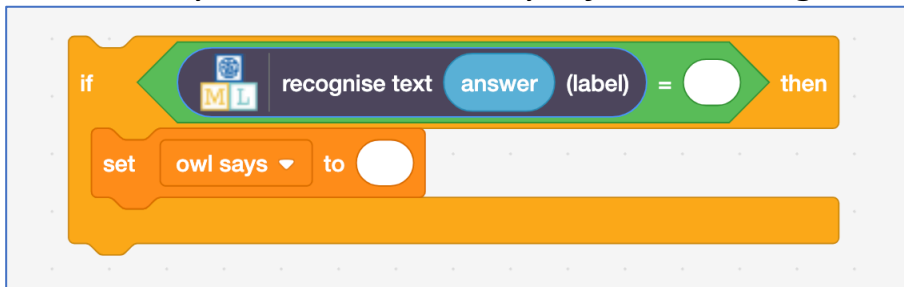 if M L recognise text answer (label) = then
set owl says to